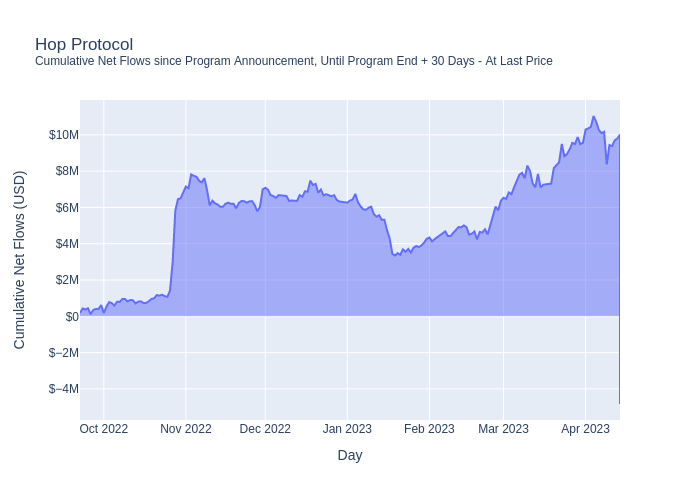 Hop Protocol
Cumulative Net Flows since Program Announcement, Until Program End + 30 Days - At Last Price
Cumulative Net Flows (USD)
$10M
$8M
$6M
$4M
$2M
$0
$−2M
$−4M
Oct 2022 Nov 2022 Dec 2022 Jan 2023 Feb 2023 Mar 2023 Apr 2023
Day